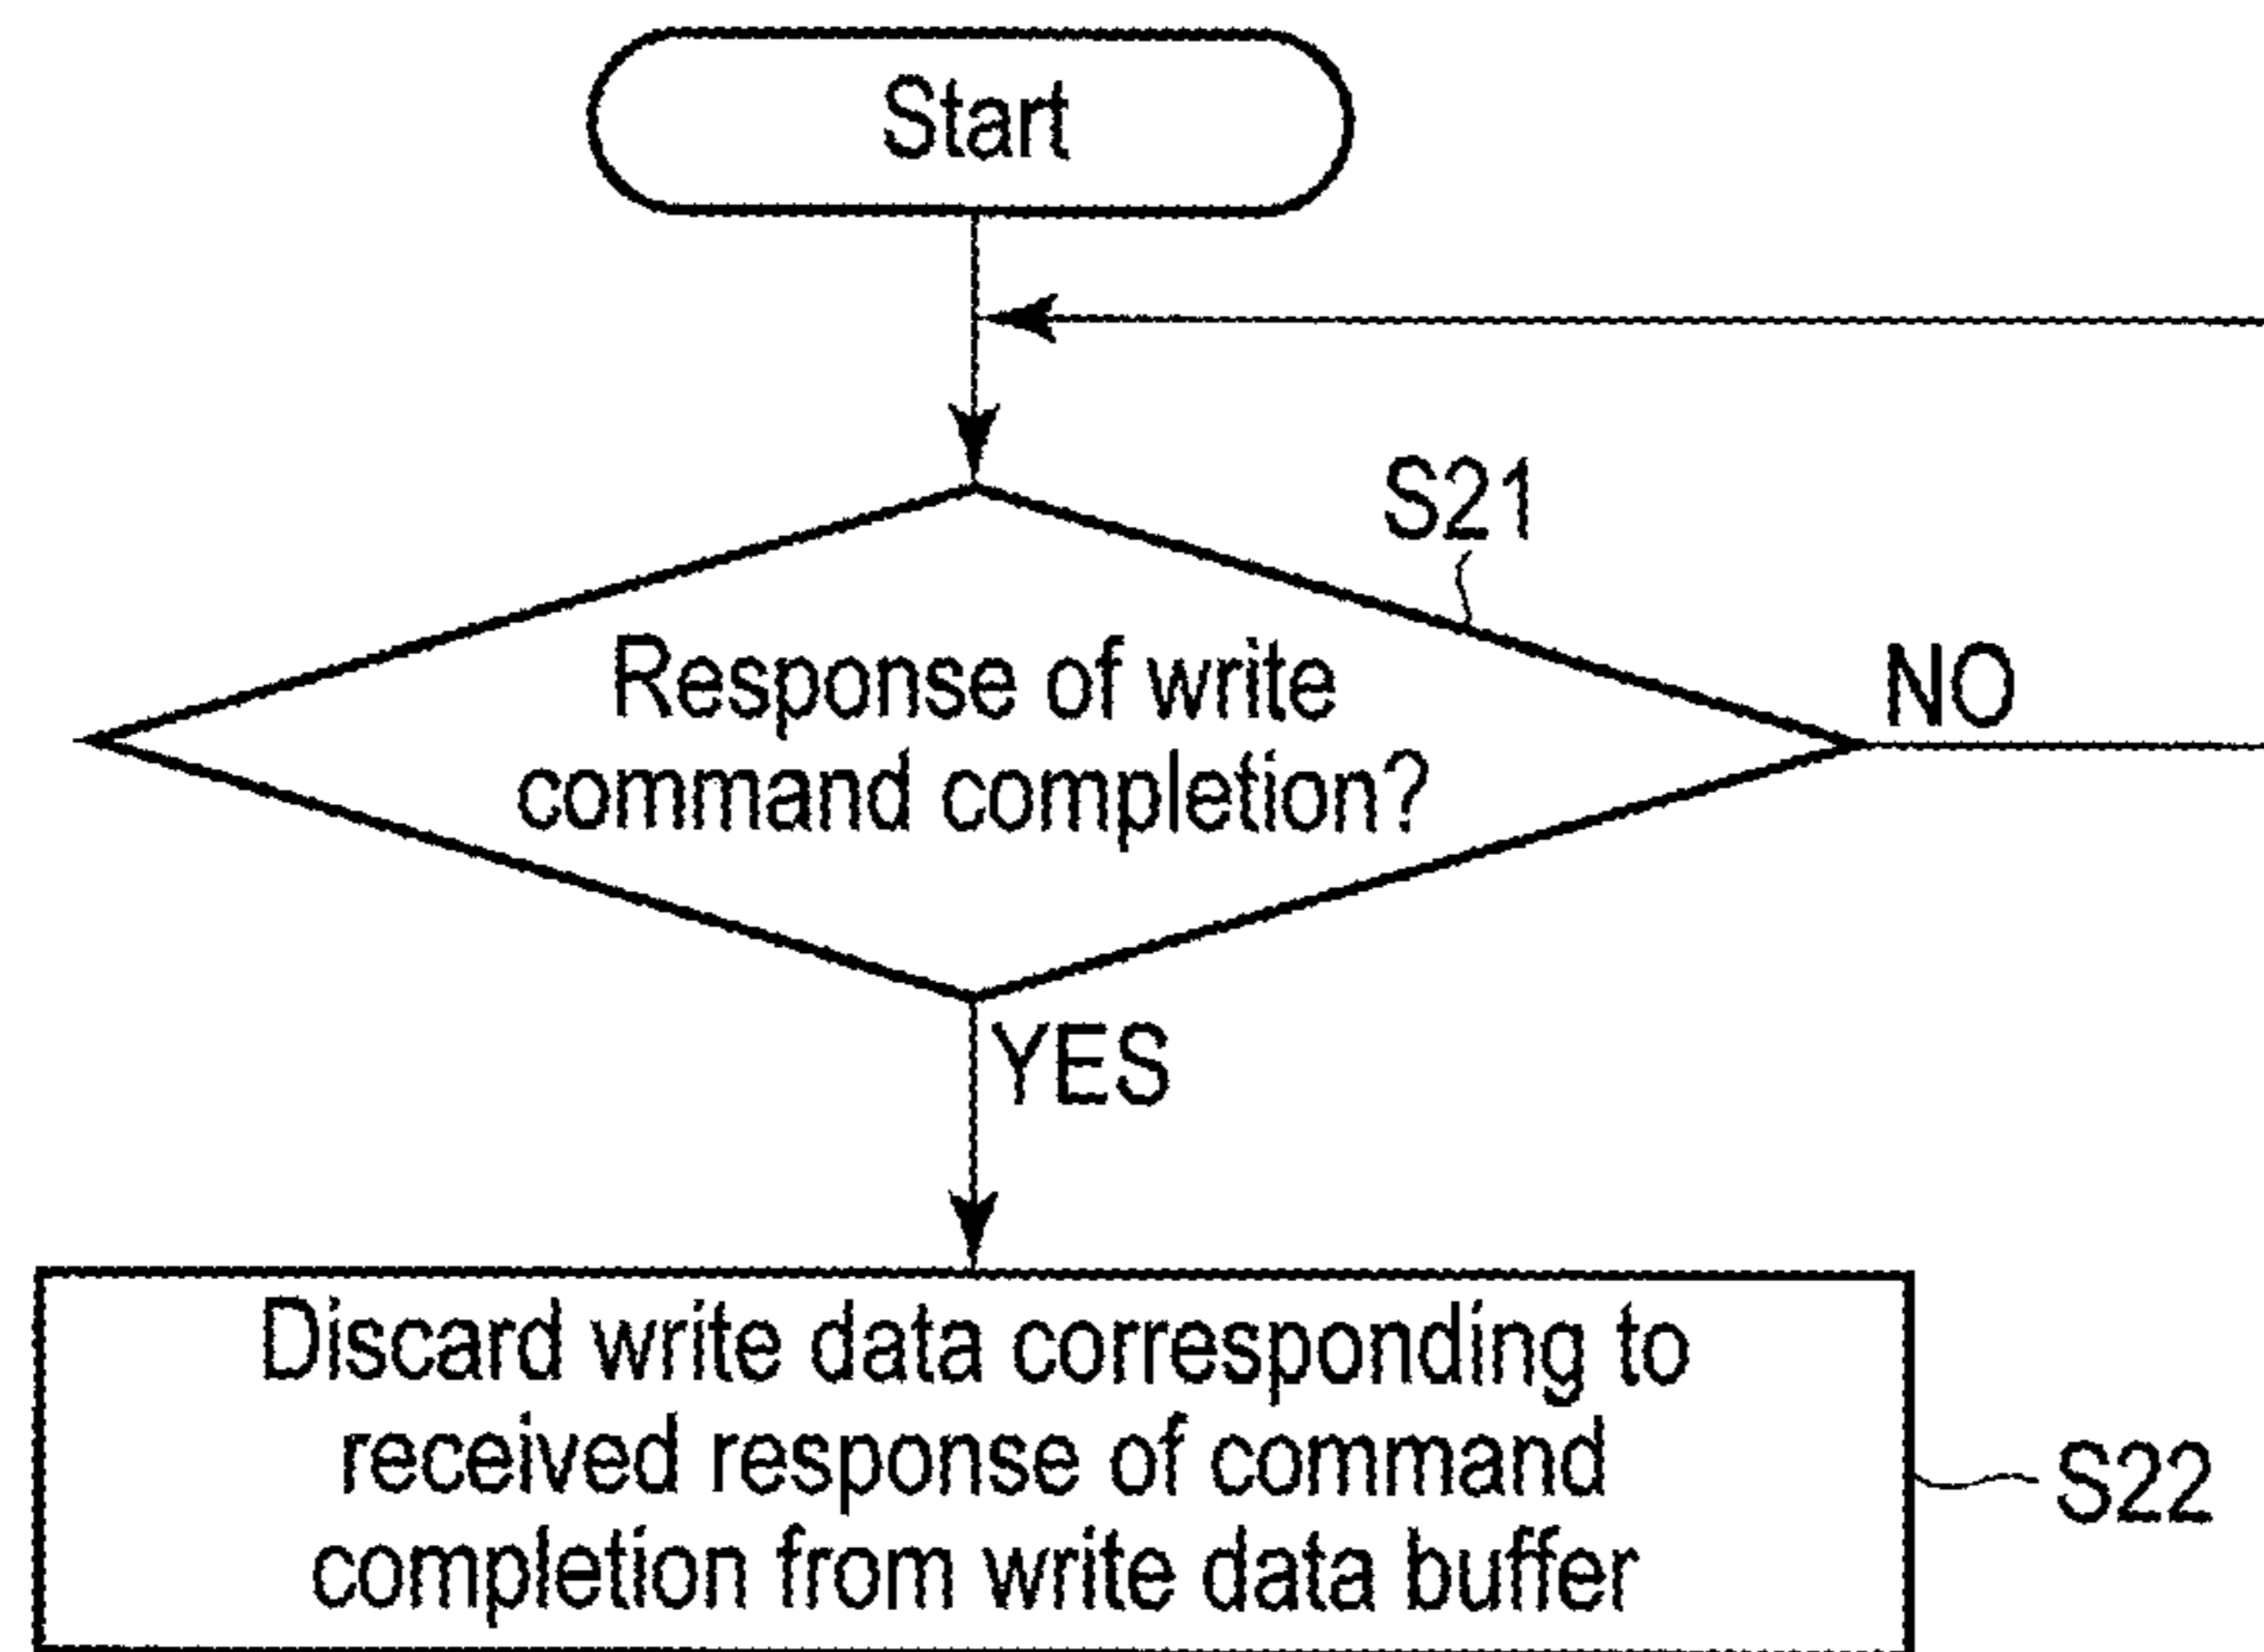 Start
S21
Response of write
command completion?
NO
YES
Discard write data corresponding to
received response of command
completion from write data buffer
S22